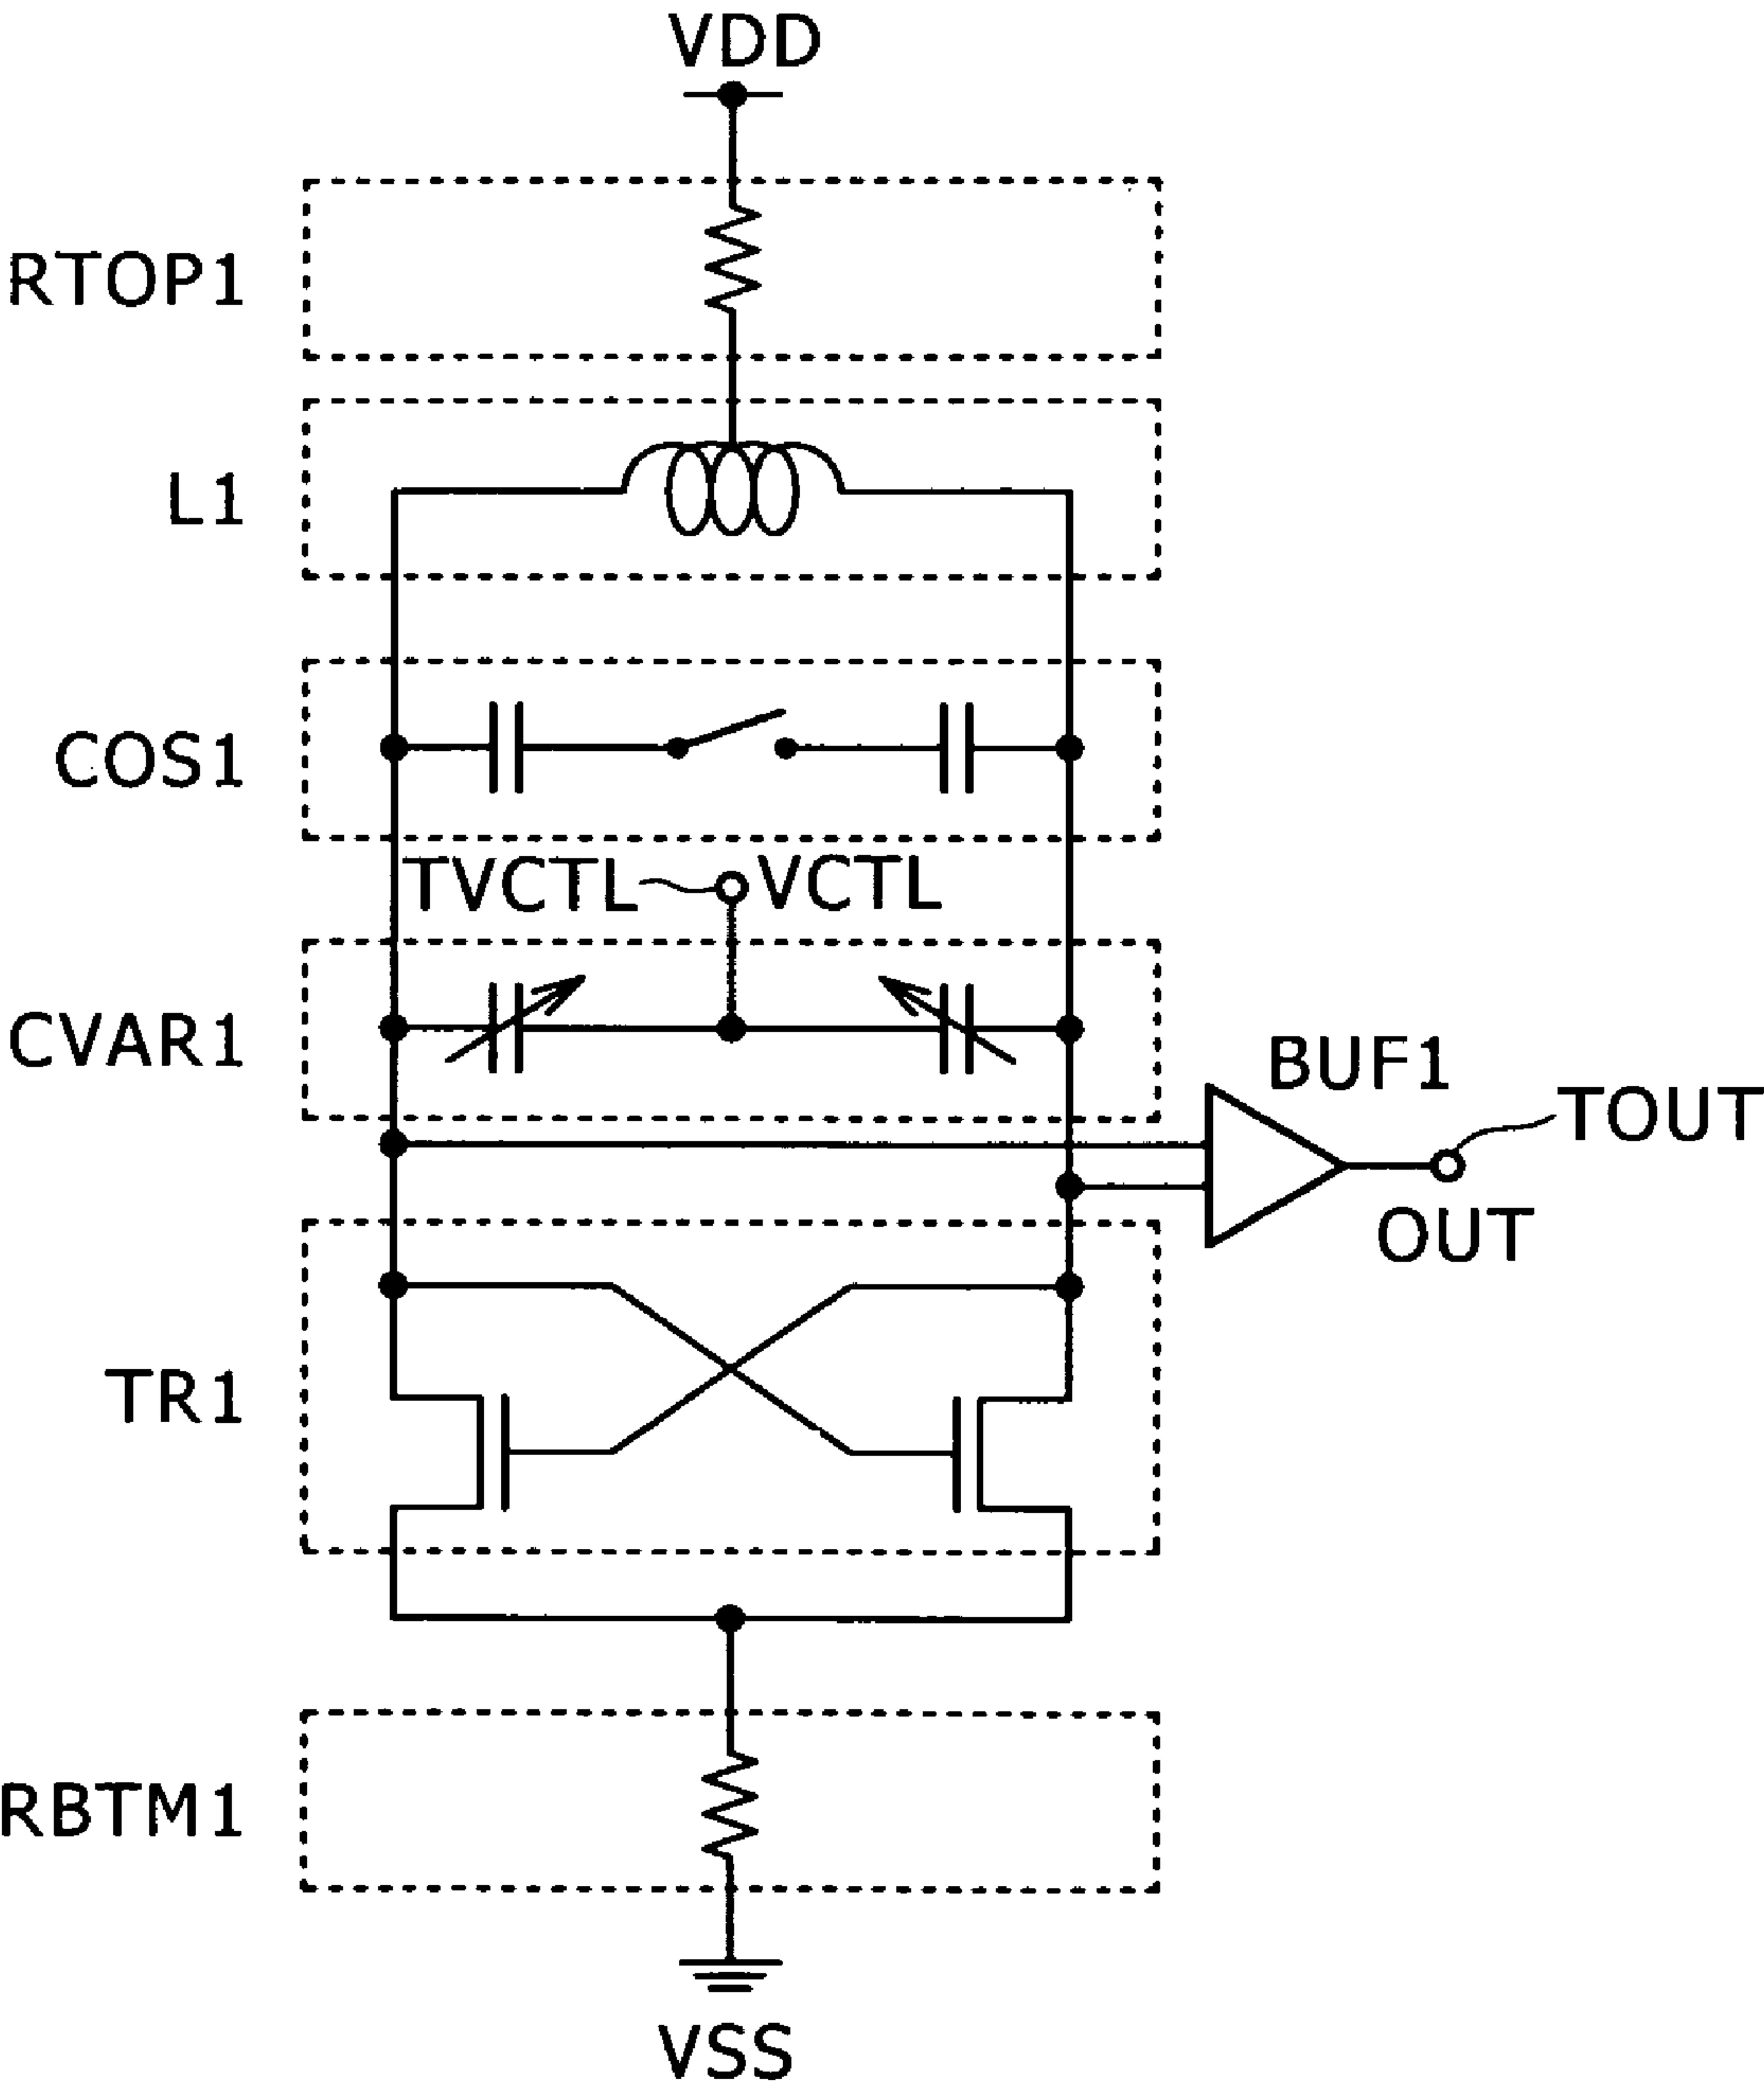 VDD
RTOP1
L1
COS1
TVCTL VCTL
CVAR1
BUF1
TOUT
OUT
TR1
RBTM1
VSS